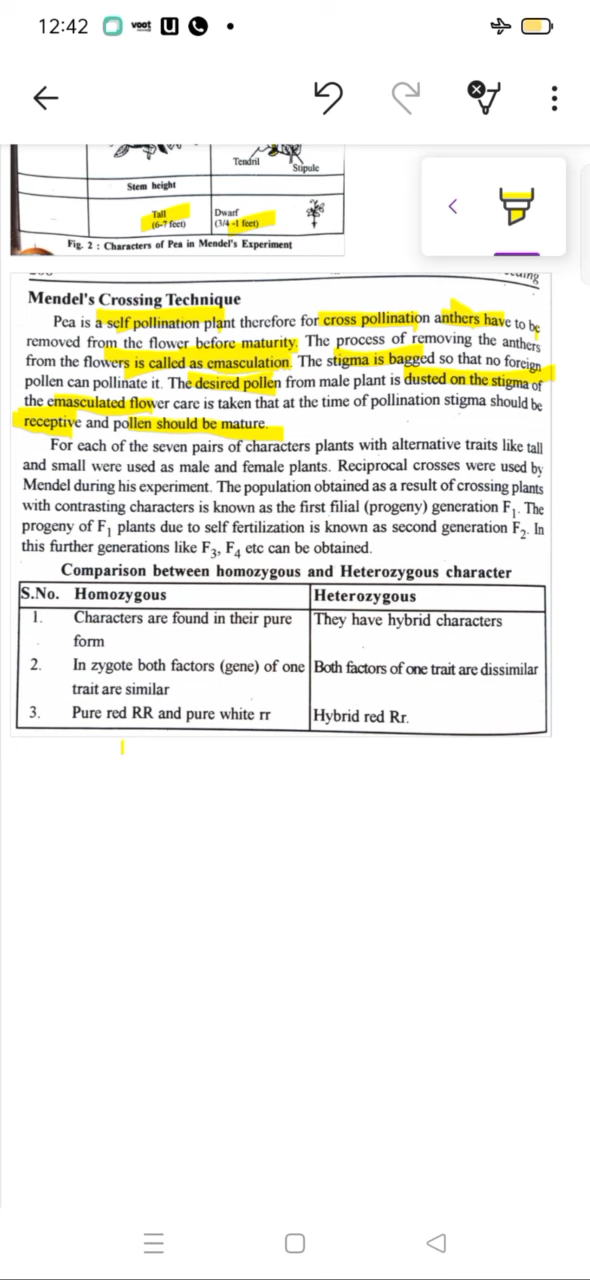 12:42 voot U
Tendril
Stipule
Stem height
Tall Dwarf
(6-7 feet) (3/4 -1 feet)
Fig. 2 : Characters of Pea in Mendel's Experiment
Mendel's Crossing Technique
Pea is a self pollination plant therefore for cross pollination anthers have to be
removed from the flower before maturity. The process of removing the anthers
from the flowers is called as emasculation. The stigma is bagged so that no foreign
pollen can pollinate it. The desired pollen from male plant is dusted on the stigma of
the emasculated flower care is taken that at the time of pollination stigma should be
receptive and pollen should be mature.
For each of the seven pairs of characters plants with alternative traits like tall
and small were used as male and female plants. Reciprocal crosses were used by
Mendel during his experiment. The population obtained as a result of crossing plants
with contrasting characters is known as the first filial (progeny) generation F₁. The
progeny of F₁ plants due to self fertilization is known as second generation F₂. In
this further generations like F₃, F₄ etc can be obtained.
Comparison between homozygous and Heterozygous character
S.No. Homozygous Heterozygous
1. Characters are found in their pure They have hybrid characters
form
2. In zygote both factors (gene) of one Both factors of one trait are dissimilar
trait are similar
3. Pure red RR and pure white rr Hybrid red Rr.